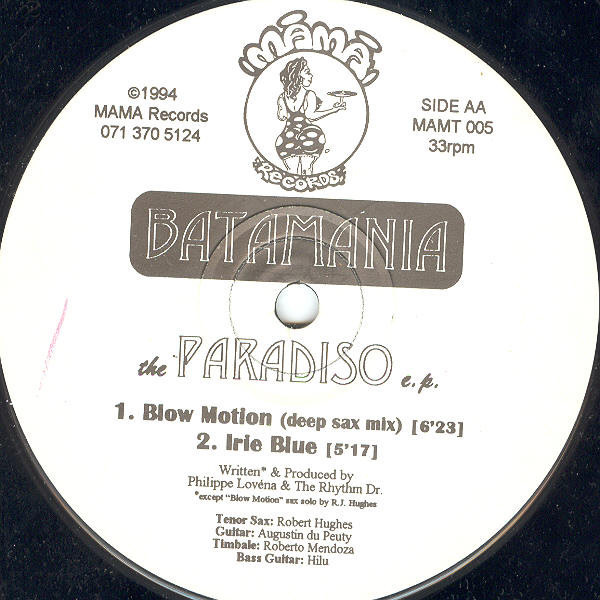 MAMA
RECORDS
©1994
MAMA Records
071 370 5124
SIDE AA
MAMT 005
33rpm
BATAMANIA
the PARADISO e.p.
1. Blow Motion (deep sax mix) [6'23]
2. Irie Blue [5'17]
Written* & Produced by
Philippe Lovéna & The Rhythm Dr.
*except "Blow Motion" sax solo by R.J. Hughes
Tenor Sax: Robert Hughes
Guitar: Augustin du Peuty
Timbale: Roberto Mendoza
Bass Guitar: Hilu